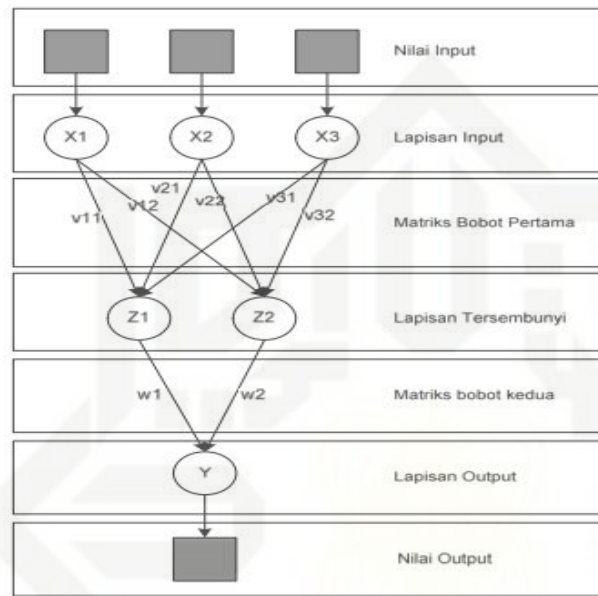 Nilai Input
X1 X2 X3 Lapisan Input
v11 v12 v21 v22 v31 v32 Matriks Bobot Pertama
Z1 Z2 Lapisan Tersembunyi
w1 w2 Matriks bobot kedua
Y Lapisan Output
Nilai Output